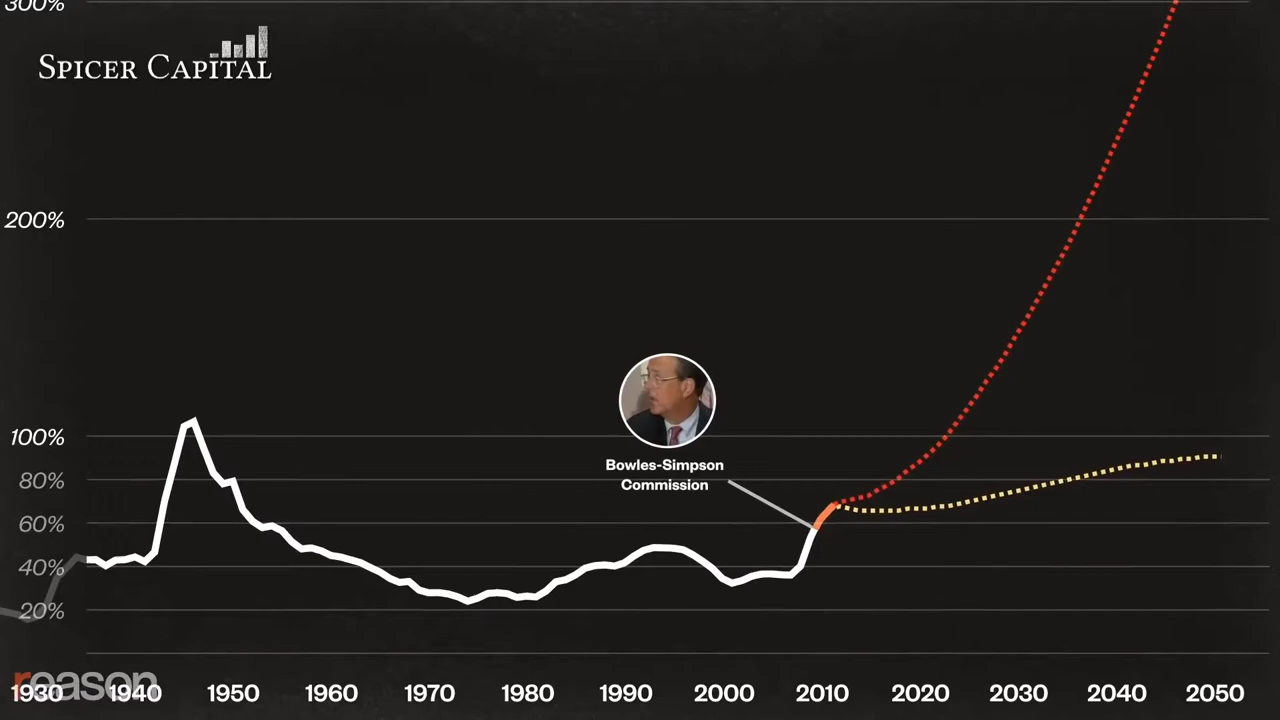 300%
SPICER CAPITAL
200%
Bowles-Simpson
Commission
100%
80%
60%
40%
20%
reason
1930 1940 1950 1960 1970 1980 1990 2000 2010 2020 2030 2040 2050